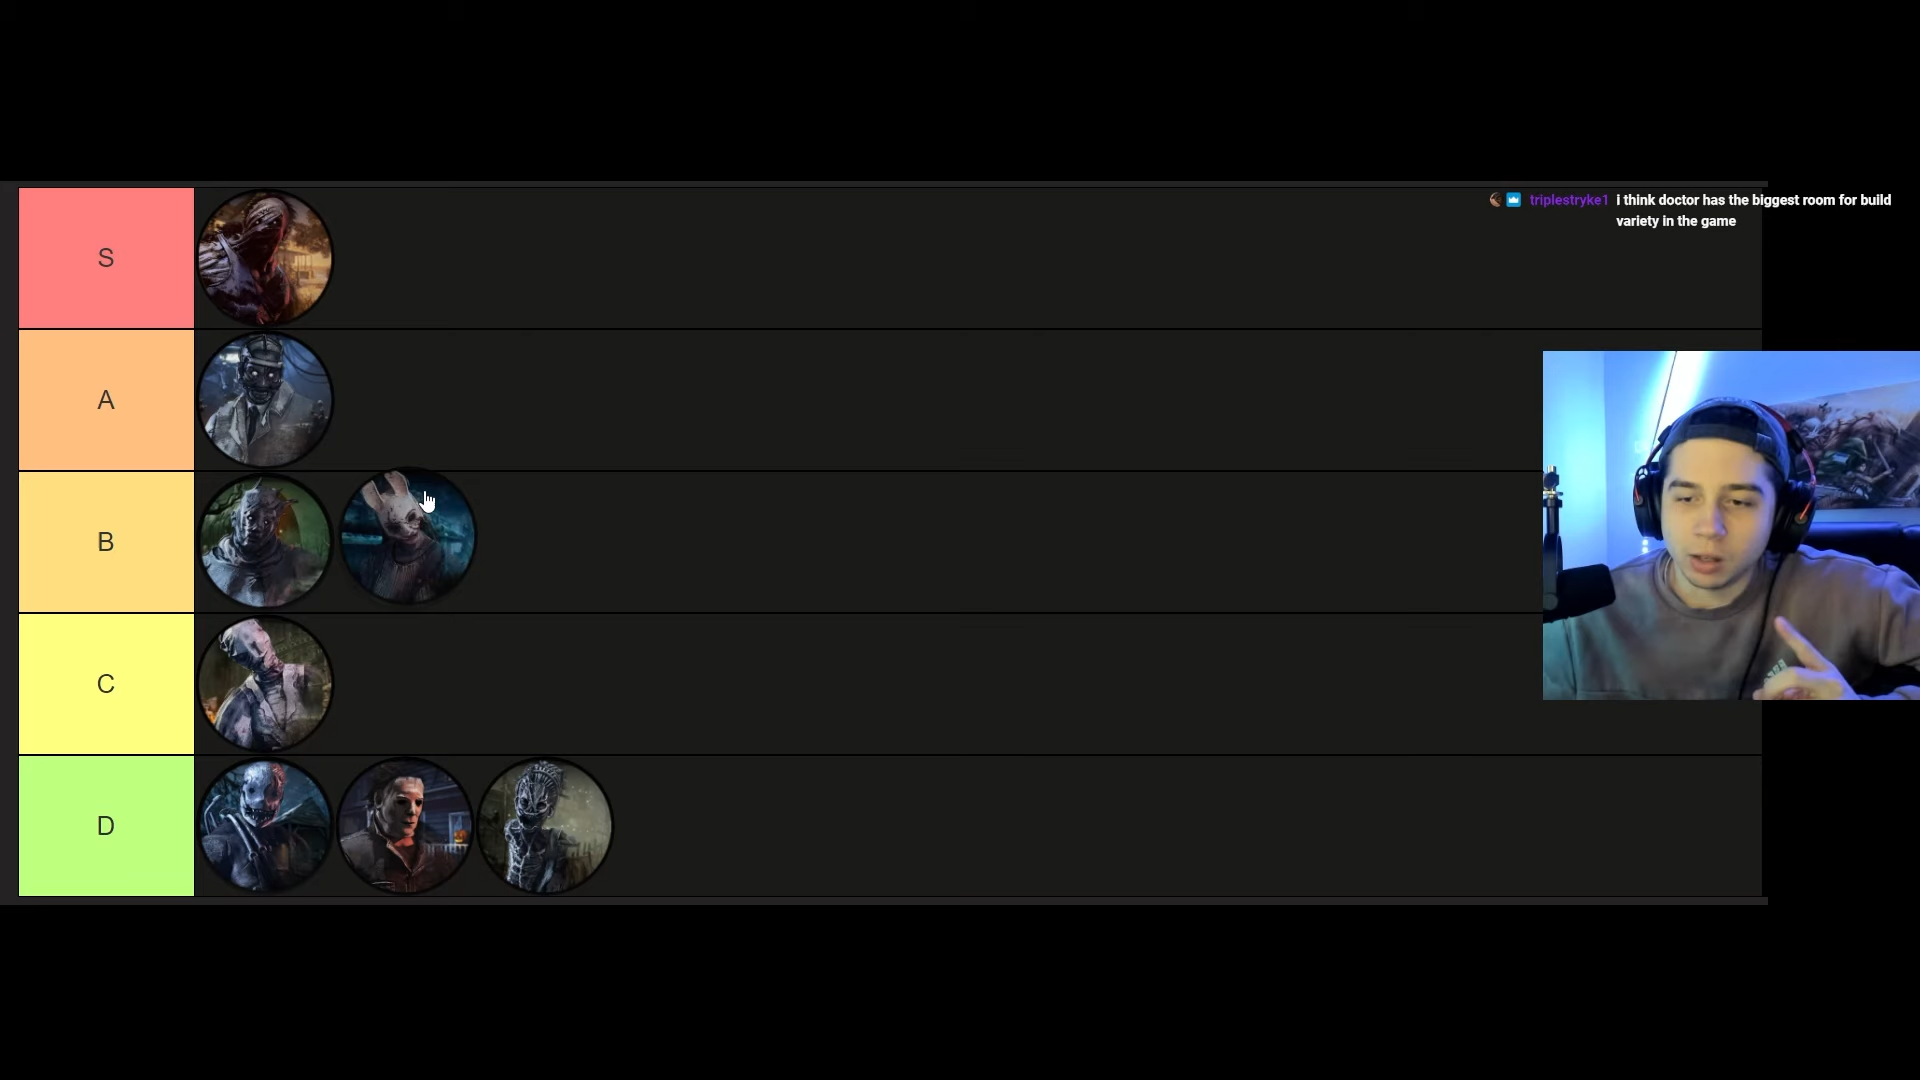 S
triplestryke1 i think doctor has the biggest room for build
variety in the game
A
B
C
D